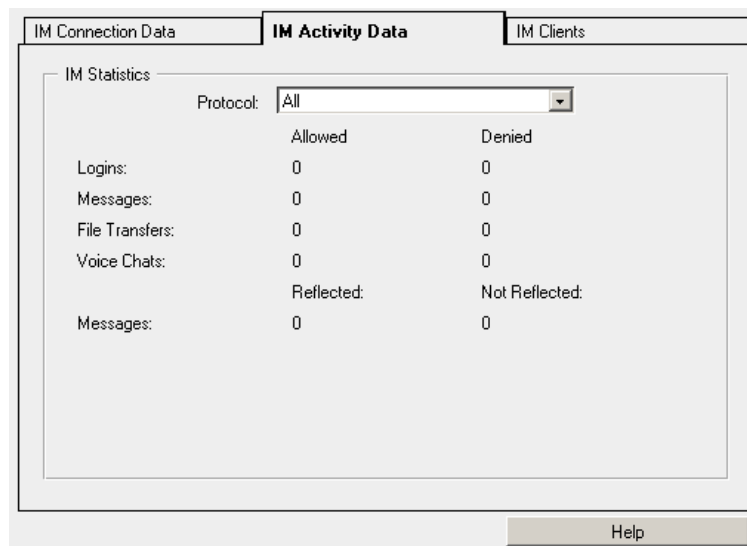 IM Connection Data IM Activity Data IM Clients
IM Statistics
Protocol: All
Allowed Denied
Logins: 0 0
Messages: 0 0
File Transfers: 0 0
Voice Chats: 0 0
Reflected: Not Reflected:
Messages: 0 0
Help